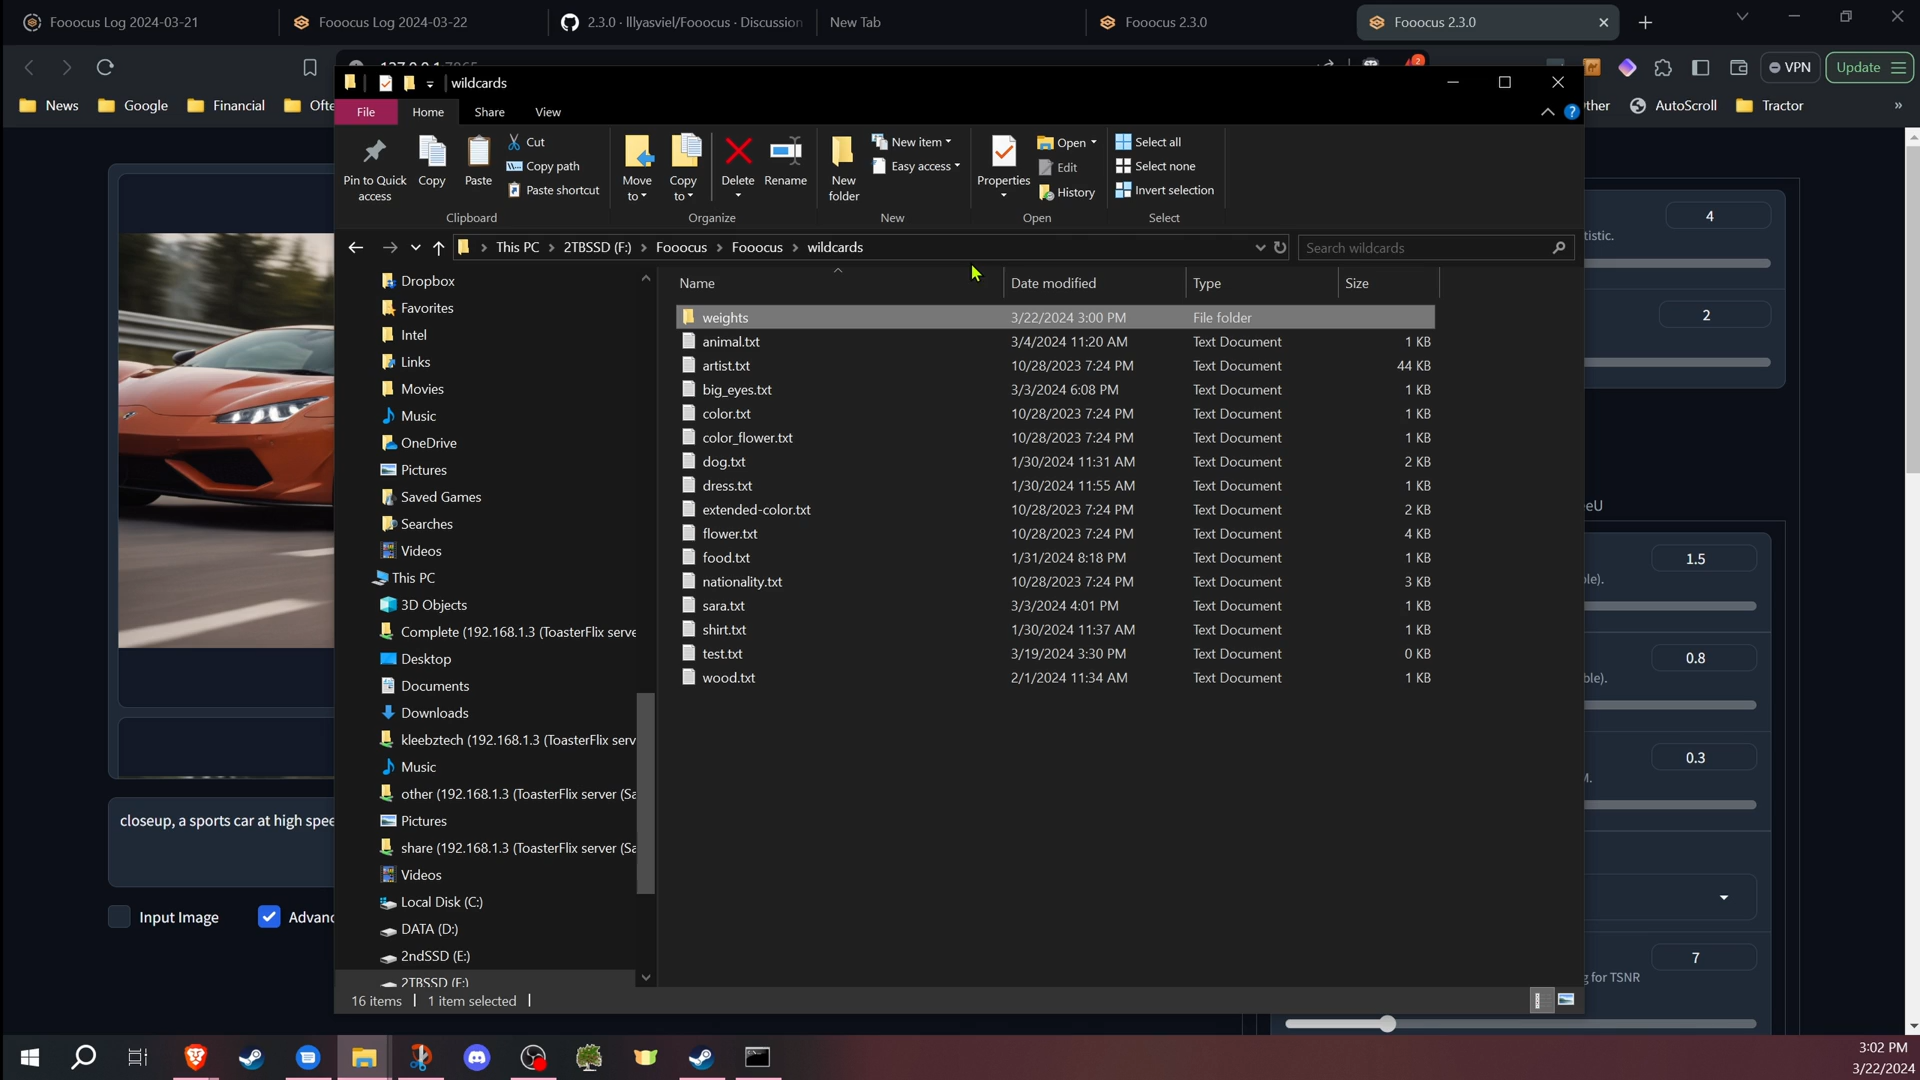 Fooocus Log 2024-03-21
Fooocus Log 2024-03-22
2.3.0 · lllyasviel/Fooocus · Discussion
New Tab
Fooocus 2.3.0
Fooocus 2.3.0
2
VPN
Update
News
Google
Financial
Ofte
ther
AutoScroll
Tractor
»
wildcards
File
Home
Share
View
Pin to Quick access
Copy
Paste
Cut
Copy path
Paste shortcut
Move to
Copy to
Delete
Rename
New folder
New item
Easy access
Properties
Open
Edit
History
Select all
Select none
Invert selection
Clipboard
Organize
New
Open
Select
This PC > 2TBSSD (F:) > Fooocus > Fooocus > wildcards
Search wildcards
Dropbox
Favorites
Intel
Links
Movies
Music
OneDrive
Pictures
Saved Games
Searches
Videos
This PC
3D Objects
Complete (192.168.1.3 (ToasterFlix serve
Desktop
Documents
Downloads
kleebztech (192.168.1.3 (ToasterFlix serv
Music
other (192.168.1.3 (ToasterFlix server (Sa
Pictures
share (192.168.1.3 (ToasterFlix server (Sa
Videos
Local Disk (C:)
DATA (D:)
2ndSSD (E:)
2TBSSD (F:)
Name Date modified Type Size
weights 3/22/2024 3:00 PM File folder
animal.txt 3/4/2024 11:20 AM Text Document 1 KB
artist.txt 10/28/2023 7:24 PM Text Document 44 KB
big_eyes.txt 3/3/2024 6:08 PM Text Document 1 KB
color.txt 10/28/2023 7:24 PM Text Document 1 KB
color_flower.txt 10/28/2023 7:24 PM Text Document 1 KB
dog.txt 1/30/2024 11:31 AM Text Document 2 KB
dress.txt 1/30/2024 11:55 AM Text Document 1 KB
extended-color.txt 10/28/2023 7:24 PM Text Document 2 KB
flower.txt 10/28/2023 7:24 PM Text Document 4 KB
food.txt 1/31/2024 8:18 PM Text Document 1 KB
nationality.txt 10/28/2023 7:24 PM Text Document 3 KB
sara.txt 3/3/2024 4:01 PM Text Document 1 KB
shirt.txt 1/30/2024 11:37 AM Text Document 1 KB
test.txt 3/19/2024 3:30 PM Text Document 0 KB
wood.txt 2/1/2024 11:34 AM Text Document 1 KB
16 items
1 item selected
closeup, a sports car at high spee
Input Image
Advanc
4
tistic.
2
eeU
1.5
ble).
0.8
ble).
0.3
M.
7
g for TSNR
3:02 PM
3/22/2024